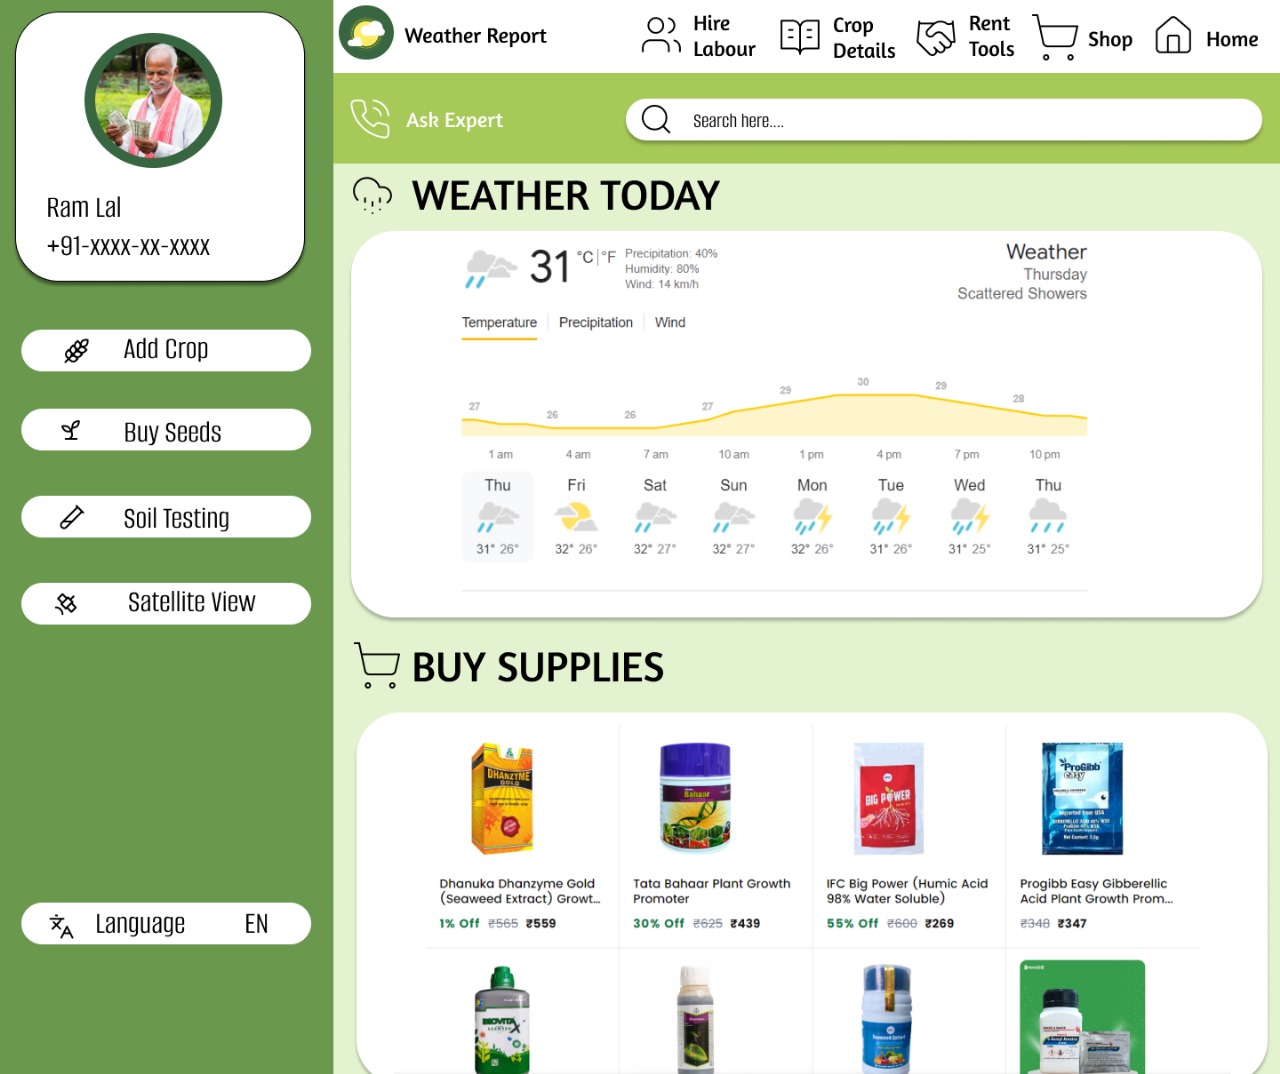 Weather Report
Hire
Labour
Crop
Details
Rent
Tools
Shop
Home
Ask Expert
Search here....
Ram Lal
+91-xxxx-xx-xxxx
Add Crop
Buy Seeds
Soil Testing
Satellite View
Language EN
WEATHER TODAY
31 °C | °F
Precipitation: 40%
Humidity: 80%
Wind: 14 km/h
Weather
Thursday
Scattered Showers
Temperature | Precipitation | Wind
27 26 26 27 29 30 29 28
1 am 4 am 7 am 10 am 1 pm 4 pm 7 pm 10 pm
Thu Fri Sat Sun Mon Tue Wed Thu
31° 26° 32° 26° 32° 27° 32° 27° 32° 26° 31° 26° 31° 25° 31° 25°
BUY SUPPLIES
DHANZYME
GOLD
Bahaar
BIG POWER
ProGibb
easy
Imported from USA
Dhanuka Dhanzyme Gold
(Seaweed Extract) Growt...
1% Off ₹565 ₹559
Tata Bahaar Plant Growth
Promoter
30% Off ₹625 ₹439
IFC Big Power (Humic Acid
98% Water Soluble)
55% Off ₹600 ₹269
Progibb Easy Gibberellic
Acid Plant Growth Prom...
₹348 ₹347
BIOVITA X
Seaweed Extract